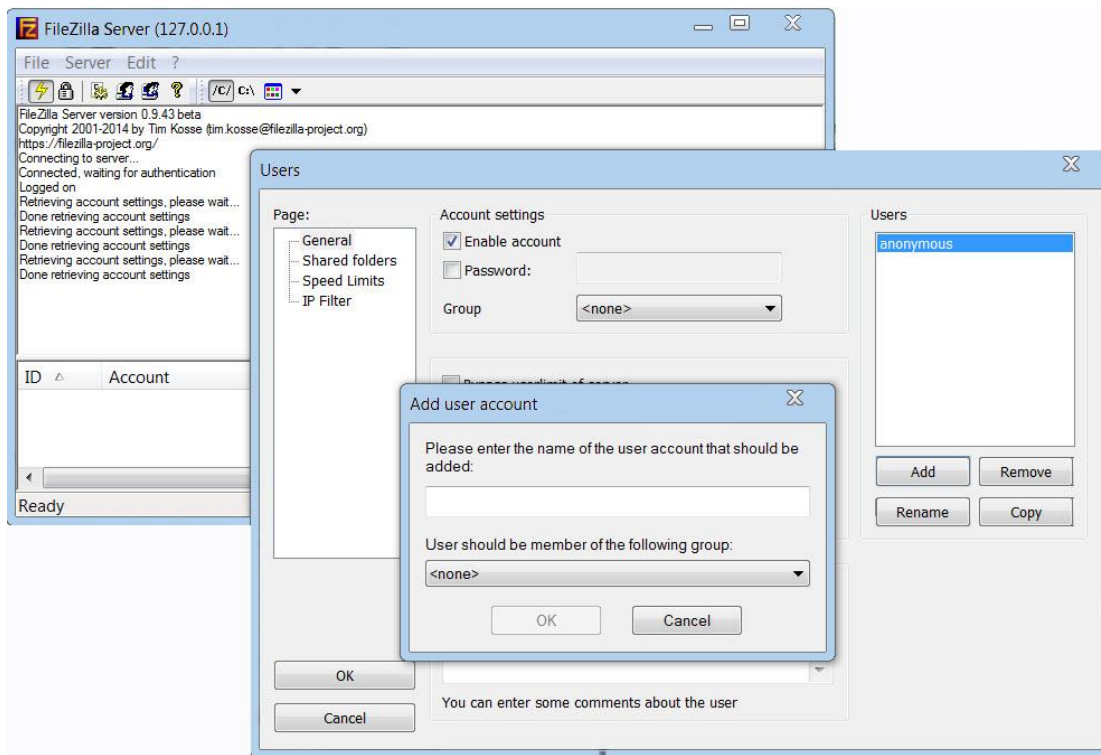 FileZilla Server (127.0.0.1)
File Server Edit ?
/C/ C:\
FileZilla Server version 0.9.43 beta
Copyright 2001-2014 by Tim Kosse (tim.kosse@filezilla-project.org)
https://filezilla-project.org/
Connecting to server...
Connected, waiting for authentication
Logged on
Retrieving account settings, please wait...
Done retrieving account settings
Retrieving account settings, please wait...
Done retrieving account settings
Retrieving account settings, please wait...
Done retrieving account settings
ID Account
Ready
Users
Page:
General
Shared folders
Speed Limits
IP Filter
OK
Cancel
Account settings
Enable account
Password:
Group <none>
Bypass userlimit of server
You can enter some comments about the user
Users
anonymous
Add Remove
Rename Copy
Add user account
Please enter the name of the user account that should be
added:
User should be member of the following group:
<none>
OK Cancel